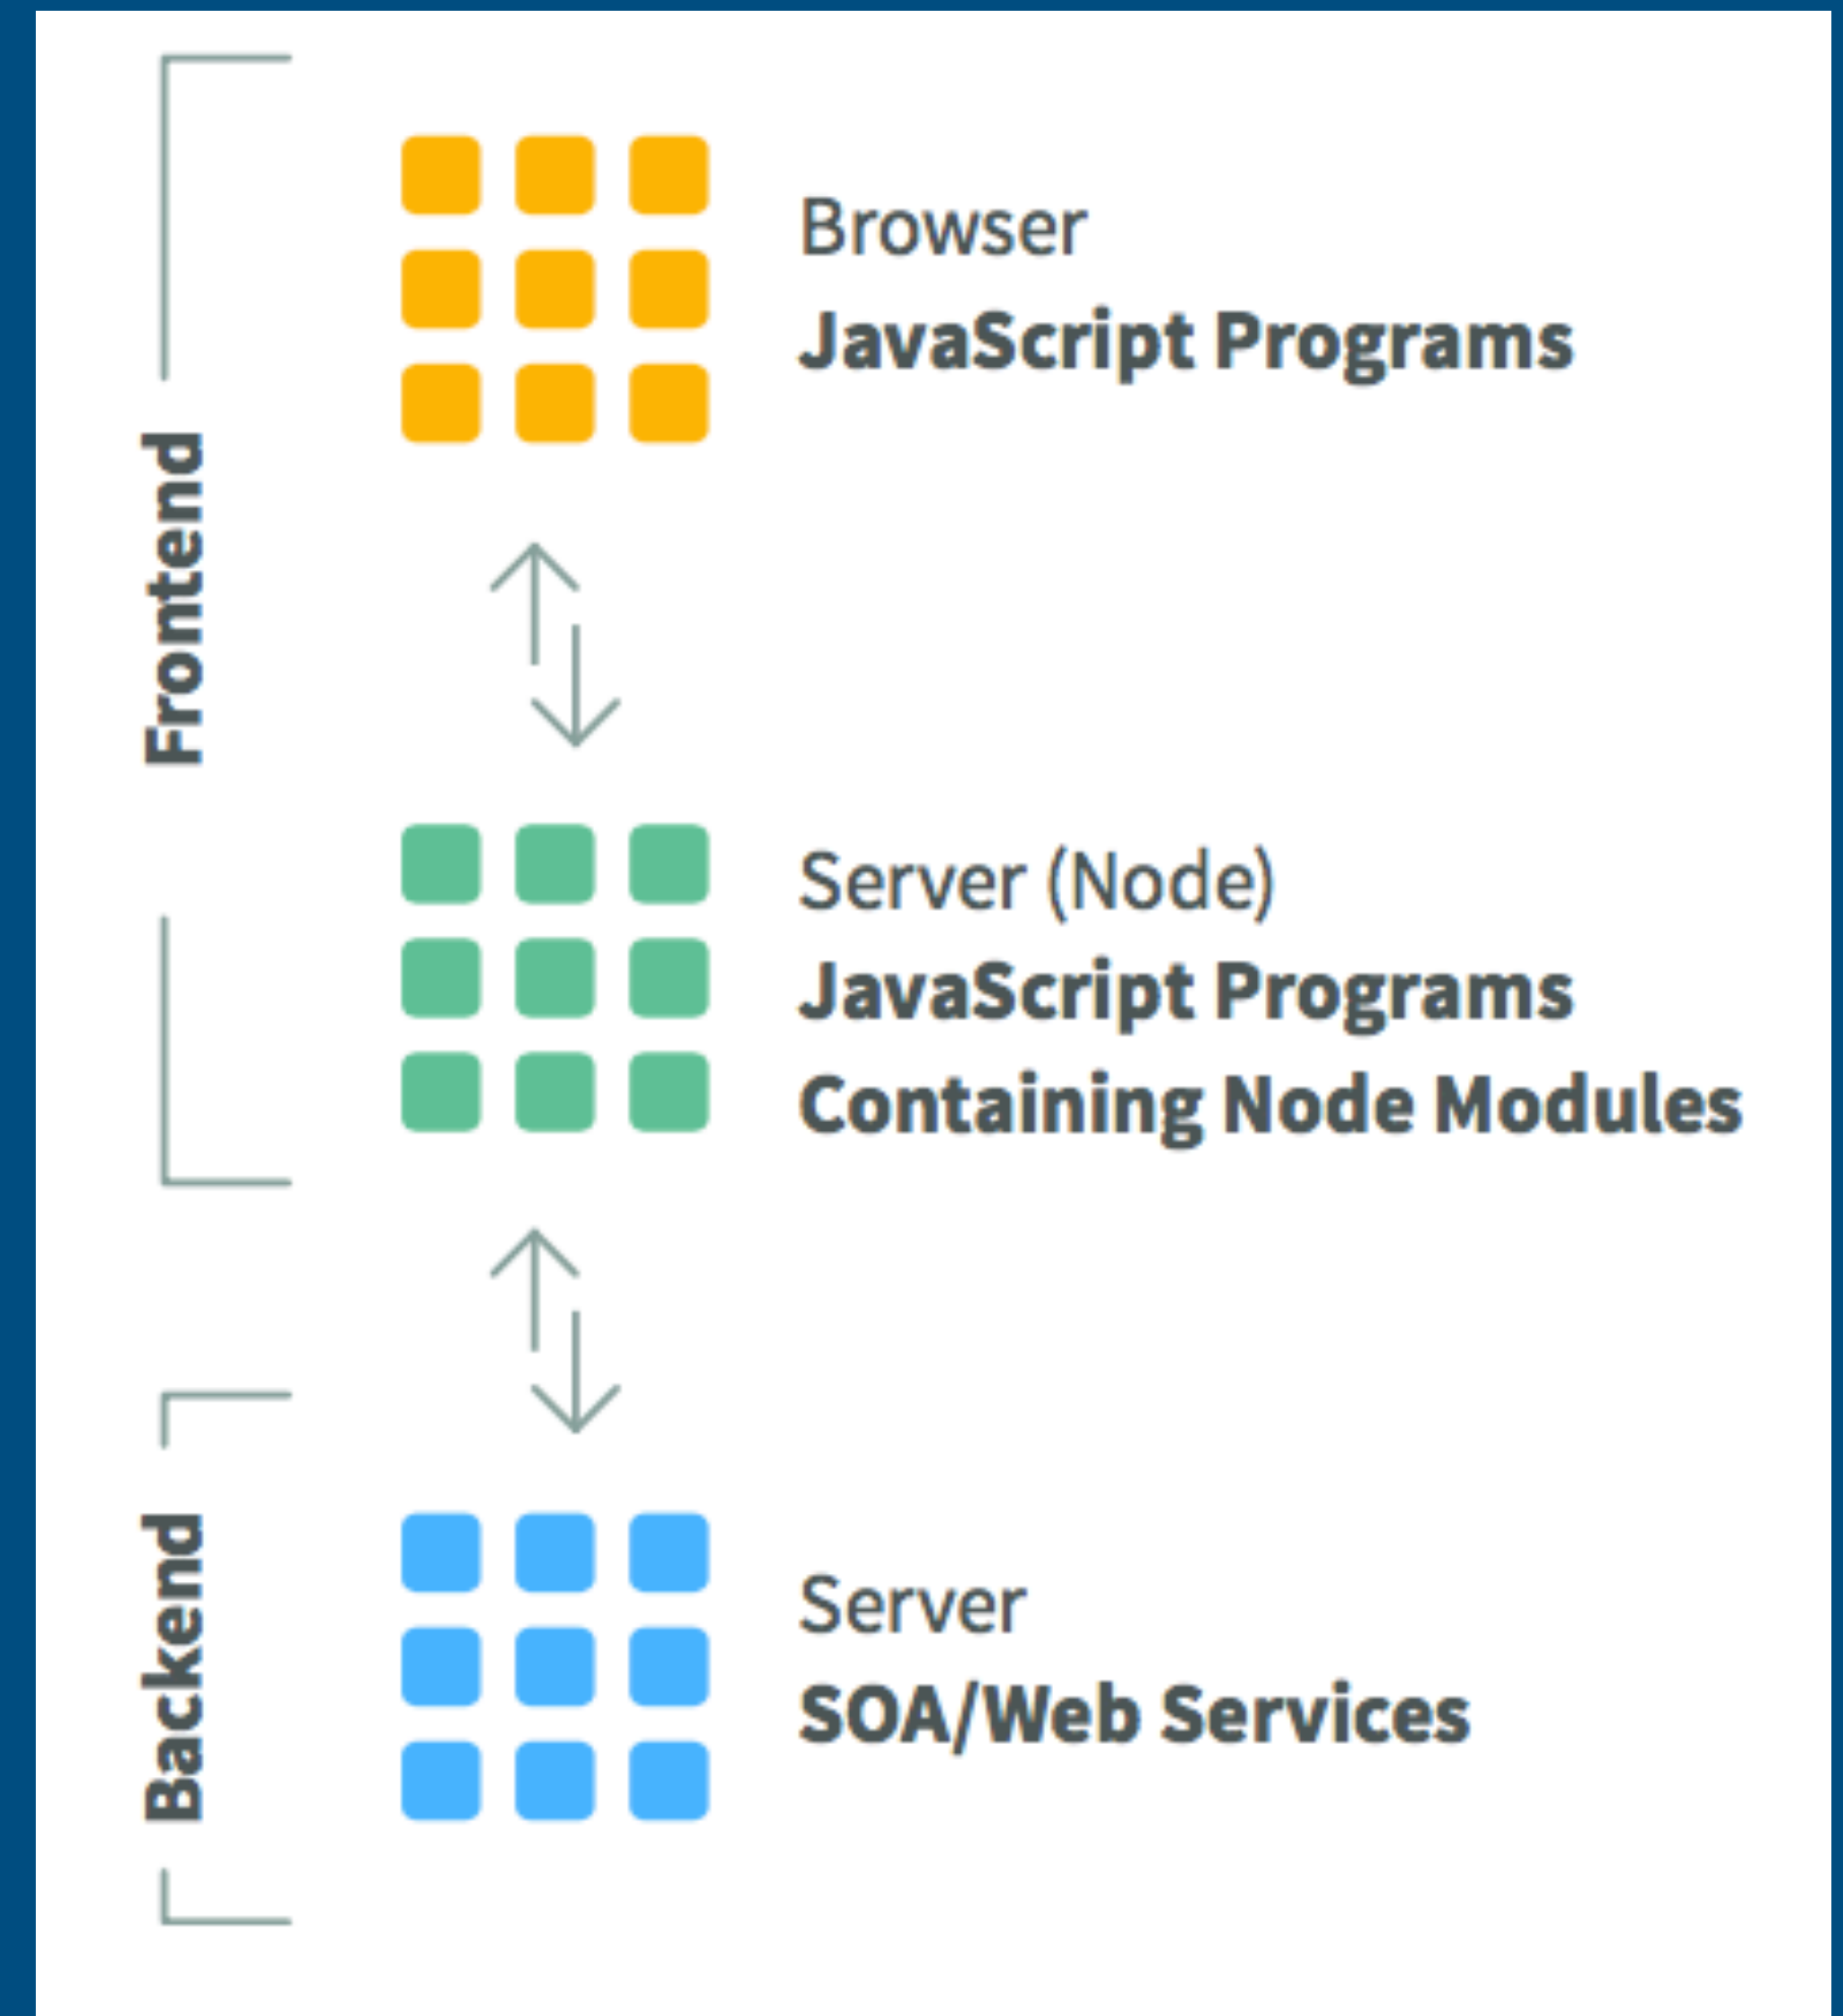 Frontend
Browser
JavaScript Programs
Server (Node)
JavaScript Programs
Containing Node Modules
Backend
Server
SOA/Web Services